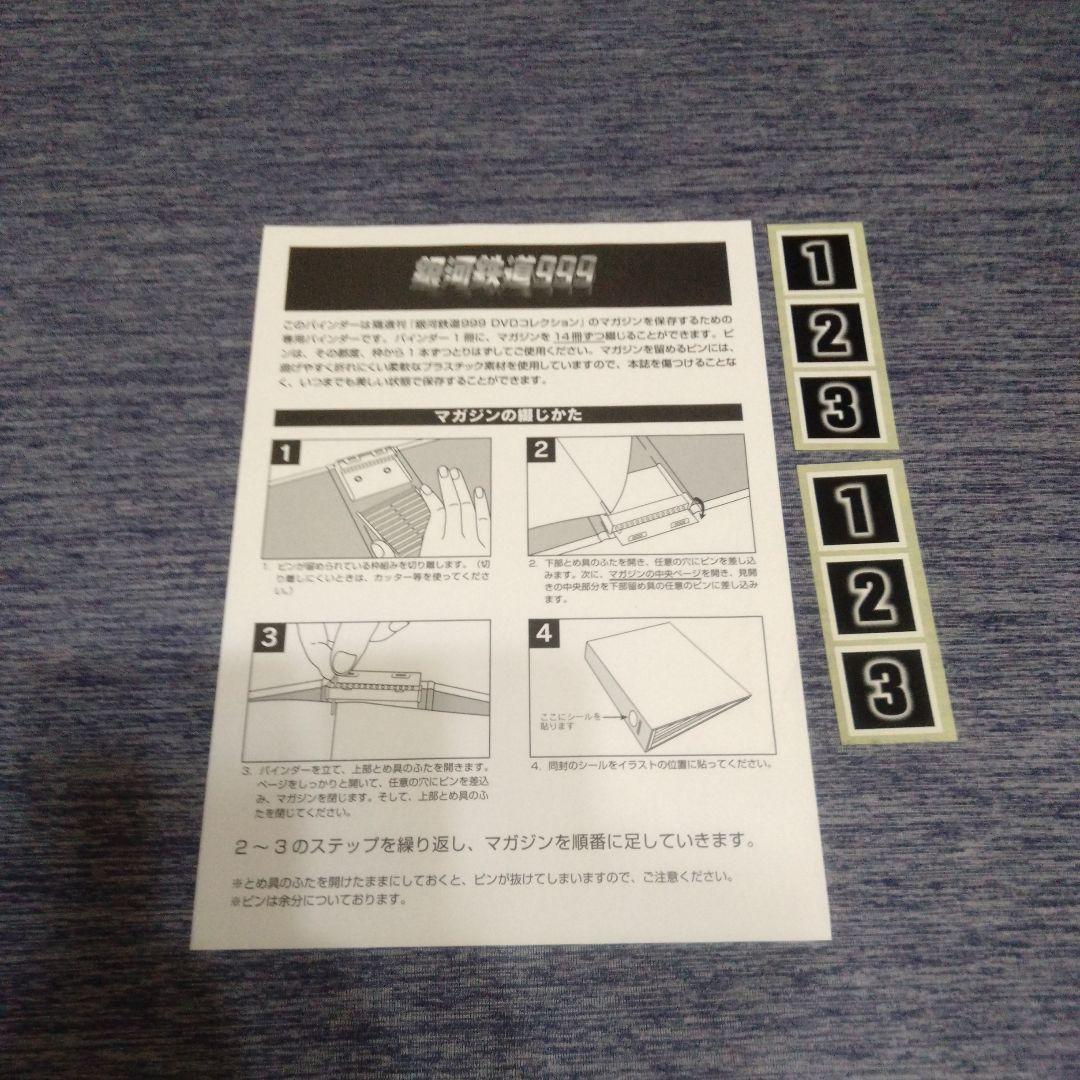 銀河鉄道999
このバインダーは隔週刊「銀河鉄道999 DVDコレクション」のマガジンを保存するための
専用バインダーです。バインダー1冊に、マガジンを14冊ずつ綴じることができます。ピ
ンは、その都度、枠から1本ずつとりはずしてご使用ください。マガジンを留めるピンには、
曲げやすく折れにくい柔軟なプラスチック素材を使用していますので、本誌を傷つけることな
く、いつまでも美しい状態で保存することができます。
マガジンの綴じかた
1
1. ピンが留められている枠組みを切り離します。(切
り離しにくいときは、カッター等を使ってくださ
い。)
2
2. 下部とめ具のふたを開き、任意の穴にピンを差し込
みます。次に、マガジンの中央ページを開き、見開
きの中央部分を下部留め具の任意のピンに差し込み
ます。
3
3. バインダーを立て、上部とめ具のふたを開きます。
ページをしっかりと開いて、任意の穴にピンを差込
み、マガジンを閉じます。そして、上部とめ具のふ
たを閉じてください。
4
ここにシールを
貼ります
4. 同封のシールをイラストの位置に貼ってください。
2〜3のステップを繰り返し、マガジンを順番に足していきます。
※とめ具のふたを開けたままにしておくと、ピンが抜けてしまいますので、ご注意ください。
※ピンは余分についております。
1
2
3
1
2
3